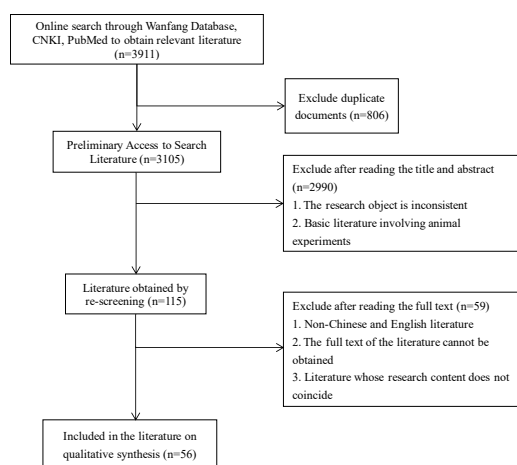 Online search through Wanfang Database,
CNKI, PubMed to obtain relevant literature
(n=3911)
Exclude duplicate
documents (n=806)
Preliminary Access to Search
Literature (n=3105)
Exclude after reading the title and abstract
(n=2990)
1. The research object is inconsistent
2. Basic literature involving animal
experiments
Literature obtained by
re-screening (n=115)
Exclude after reading the full text (n=59)
1. Non-Chinese and English literature
2. The full text of the literature cannot be
obtained
3. Literature whose research content does not
coincide
Included in the literature on
qualitative synthesis (n=56)